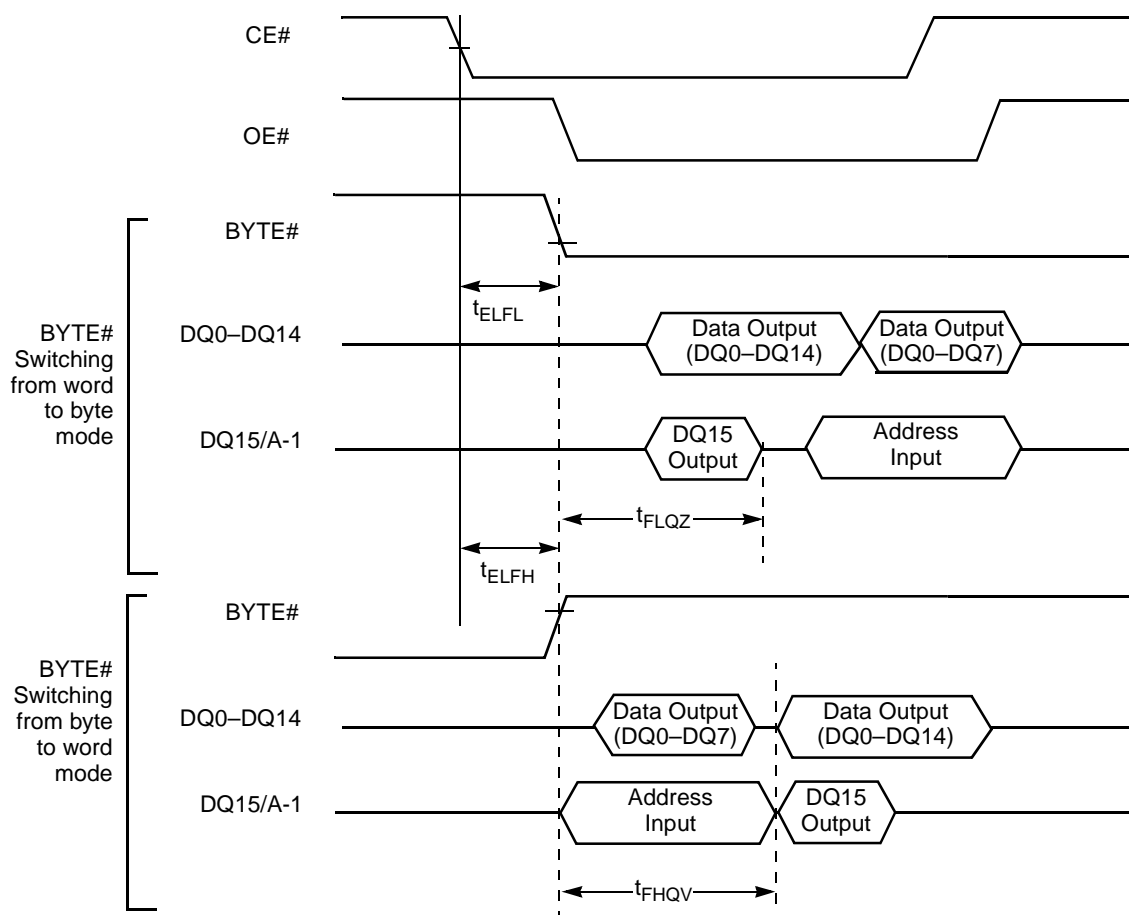 CE#
OE#
BYTE#
tELFL
BYTE#
Switching
from word
to byte
mode
DQ0–DQ14
Data Output
(DQ0–DQ14)
Data Output
(DQ0–DQ7)
DQ15/A-1
DQ15
Output
Address
Input
tFLQZ
tELFH
BYTE#
BYTE#
Switching
from byte
to word
mode
DQ0–DQ14
Data Output
(DQ0–DQ7)
Data Output
(DQ0–DQ14)
DQ15/A-1
Address
Input
DQ15
Output
tFHQV